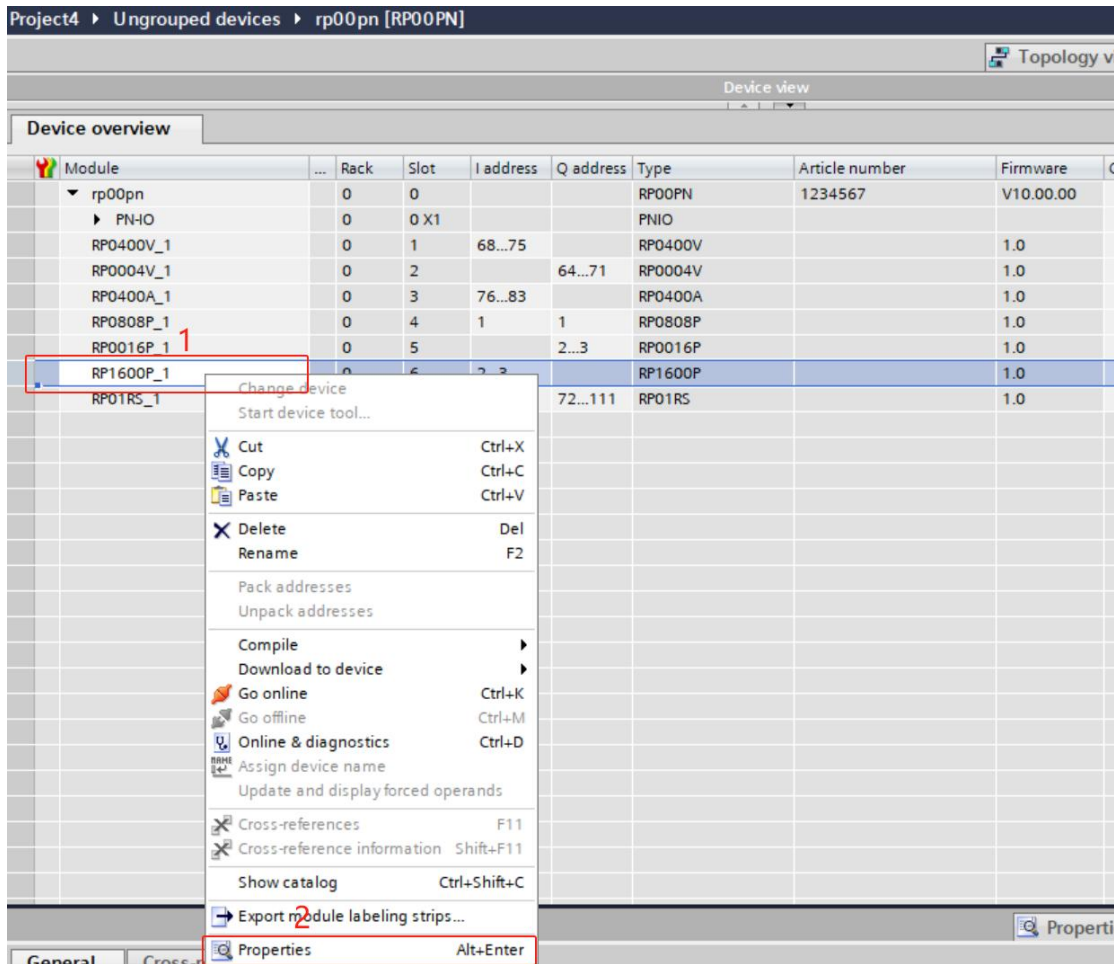 Project4 ▸ Ungrouped devices ▸ rp00pn [RP00PN]
Topology v
Device view
Device overview
Module ... Rack Slot I address Q address Type Article number Firmware
rp00pn 0 0 RP00PN 1234567 V10.00.00
PN-IO 0 0 X1 PNIO
RP0400V_1 0 1 68...75 RP0400V 1.0
RP0004V_1 0 2 64...71 RP0004V 1.0
RP0400A_1 0 3 76...83 RP0400A 1.0
RP0808P_1 0 4 1 1 RP0808P 1.0
RP0016P_1 0 5 2...3 RP0016P 1.0
1
RP1600P_1 0 6 2...3 RP1600P 1.0
RP01RS_1 72...111 RP01RS 1.0
Change device
Start device tool...
Cut Ctrl+X
Copy Ctrl+C
Paste Ctrl+V
Delete Del
Rename F2
Pack addresses
Unpack addresses
Compile
Download to device
Go online Ctrl+K
Go offline Ctrl+M
Online & diagnostics Ctrl+D
Assign device name
Update and display forced operands
Cross-references F11
Cross-reference information Shift+F11
Show catalog Ctrl+Shift+C
Export module labeling strips...
2
Properties Alt+Enter
Properti
General Cross-r